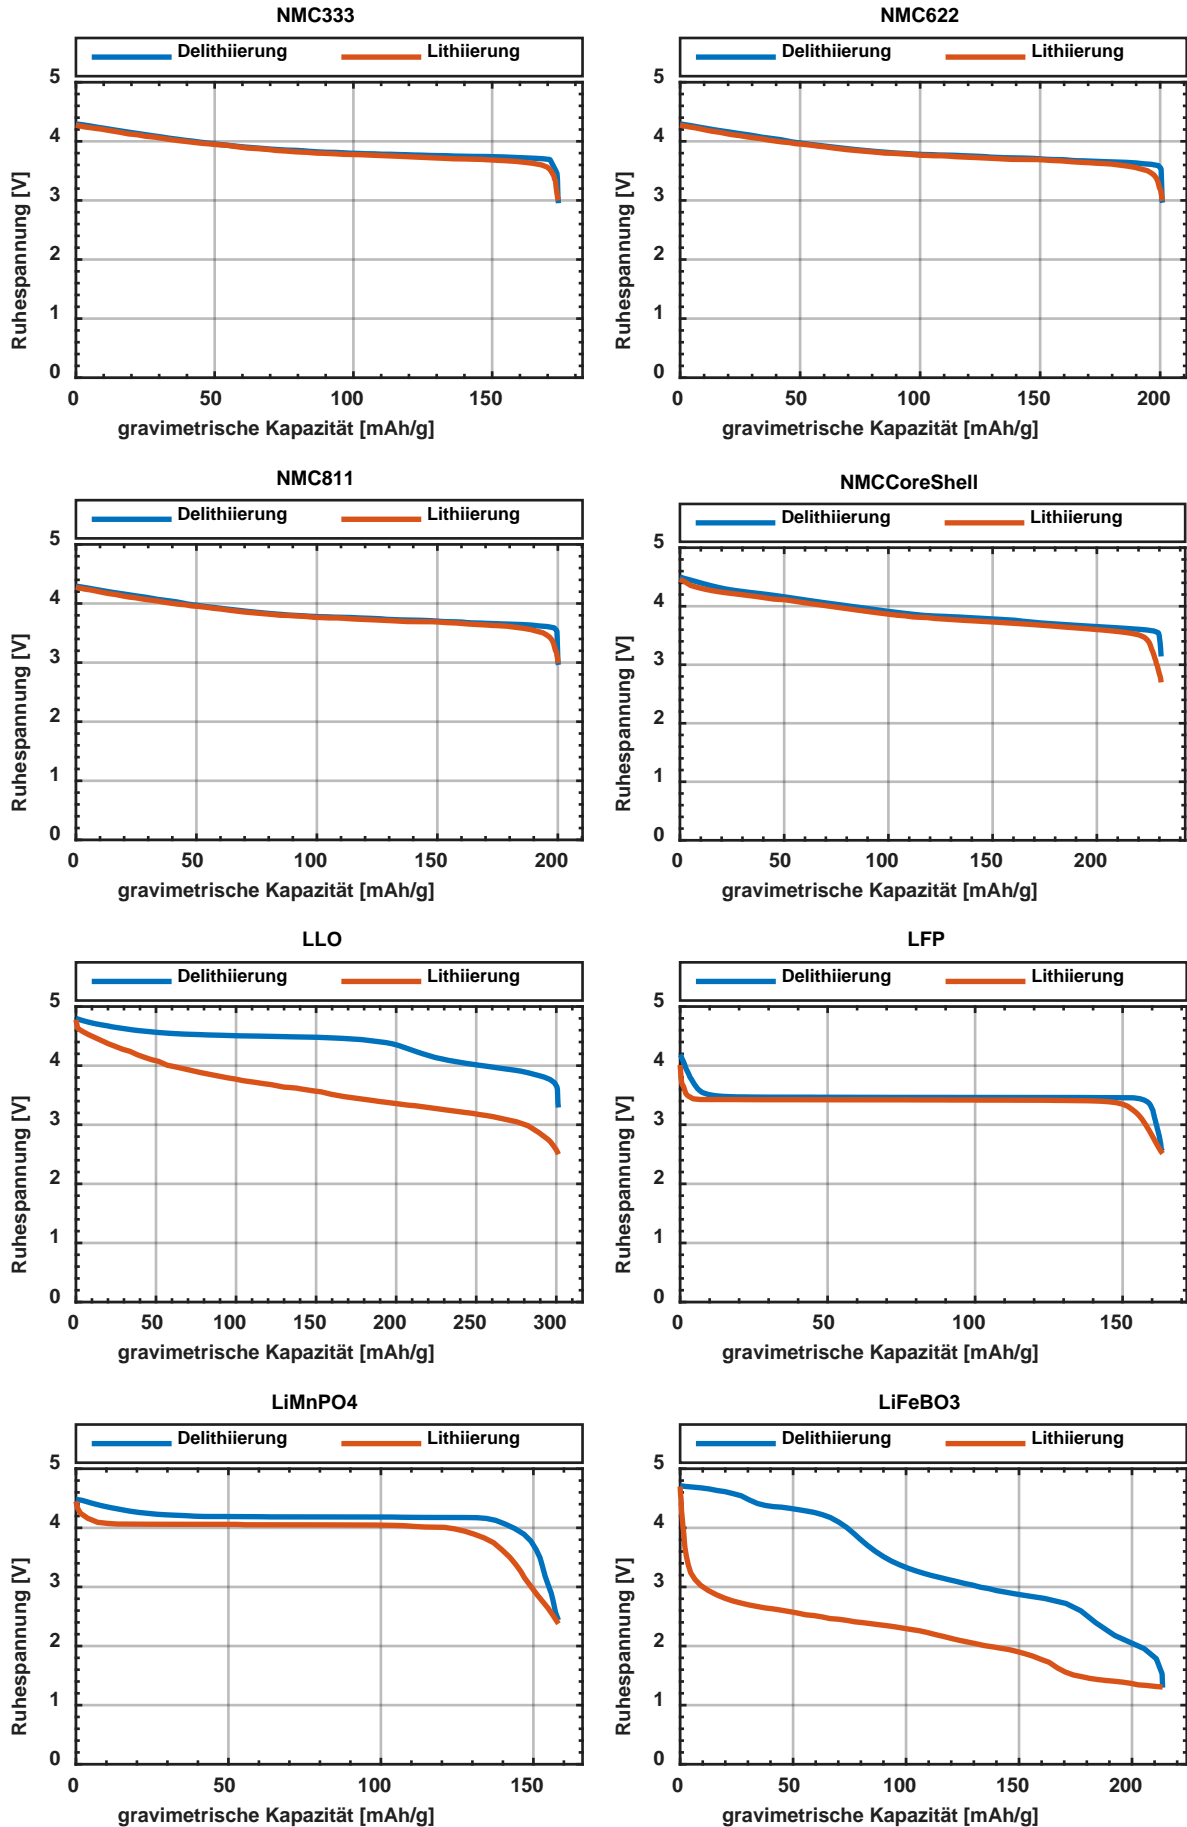 NMC333
Delithiierung Lithiierung
5
4
3
2
1
0
Ruhespannung [V]
0 50 100 150
gravimetrische Kapazität [mAh/g]
NMC622
Delithiierung Lithiierung
5
4
3
2
1
0
Ruhespannung [V]
0 50 100 150 200
gravimetrische Kapazität [mAh/g]
NMC811
Delithiierung Lithiierung
5
4
3
2
1
0
Ruhespannung [V]
0 50 100 150 200
gravimetrische Kapazität [mAh/g]
NMCCoreShell
Delithiierung Lithiierung
5
4
3
2
1
0
Ruhespannung [V]
0 50 100 150 200
gravimetrische Kapazität [mAh/g]
LLO
Delithiierung Lithiierung
5
4
3
2
1
0
Ruhespannung [V]
0 50 100 150 200 250 300
gravimetrische Kapazität [mAh/g]
LFP
Delithiierung Lithiierung
5
4
3
2
1
0
Ruhespannung [V]
0 50 100 150
gravimetrische Kapazität [mAh/g]
LiMnPO4
Delithiierung Lithiierung
5
4
3
2
1
0
Ruhespannung [V]
0 50 100 150
gravimetrische Kapazität [mAh/g]
LiFeBO3
Delithiierung Lithiierung
5
4
3
2
1
0
Ruhespannung [V]
0 50 100 150 200
gravimetrische Kapazität [mAh/g]